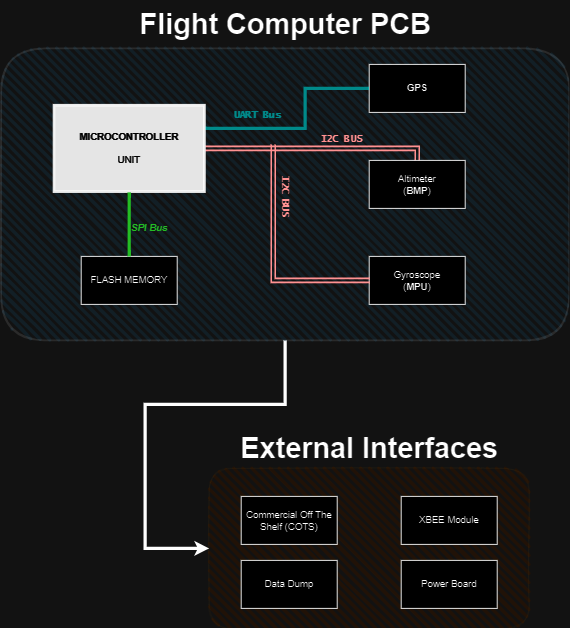 Flight Computer PCB
GPS
UART Bus
MICROCONTROLLER
UNIT
I2C BUS
Altimeter
(BMP)
I2C BUS
SPI Bus
FLASH MEMORY
Gyroscope
(MPU)
External Interfaces
Commercial Off The
Shelf (COTS)
XBEE Module
Data Dump
Power Board